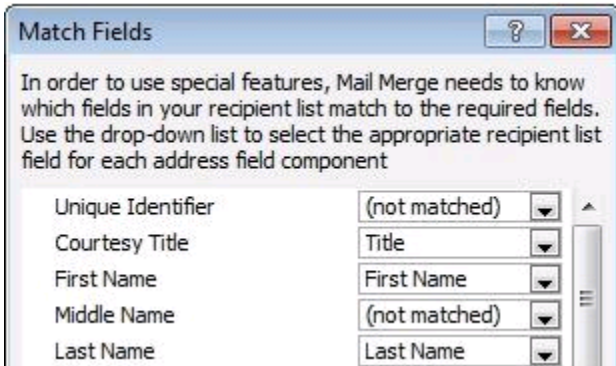 Match Fields
In order to use special features, Mail Merge needs to know
which fields in your recipient list match to the required fields.
Use the drop-down list to select the appropriate recipient list
field for each address field component
Unique Identifier (not matched)
Courtesy Title Title
First Name First Name
Middle Name (not matched)
Last Name Last Name